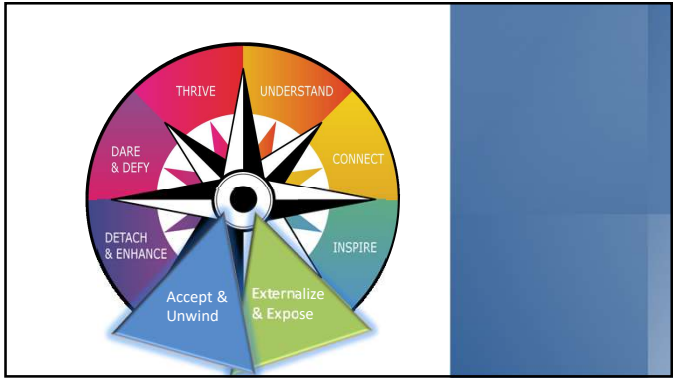 THRIVE
UNDERSTAND
DARE
& DEFY
CONNECT
DETACH
& ENHANCE
INSPIRE
Accept &
Unwind
Externalize
& Expose